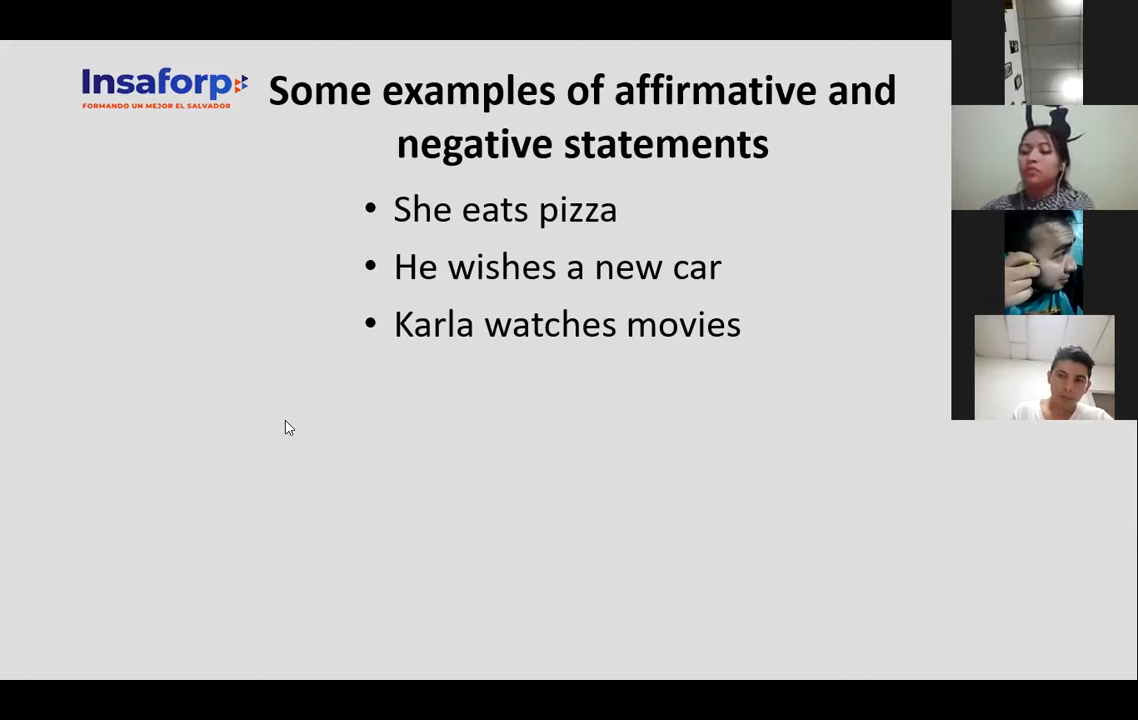 Insaforp
FORMANDO UN MEJOR EL SALVADOR
Some examples of affirmative and
negative statements
• She eats pizza
• He wishes a new car
• Karla watches movies